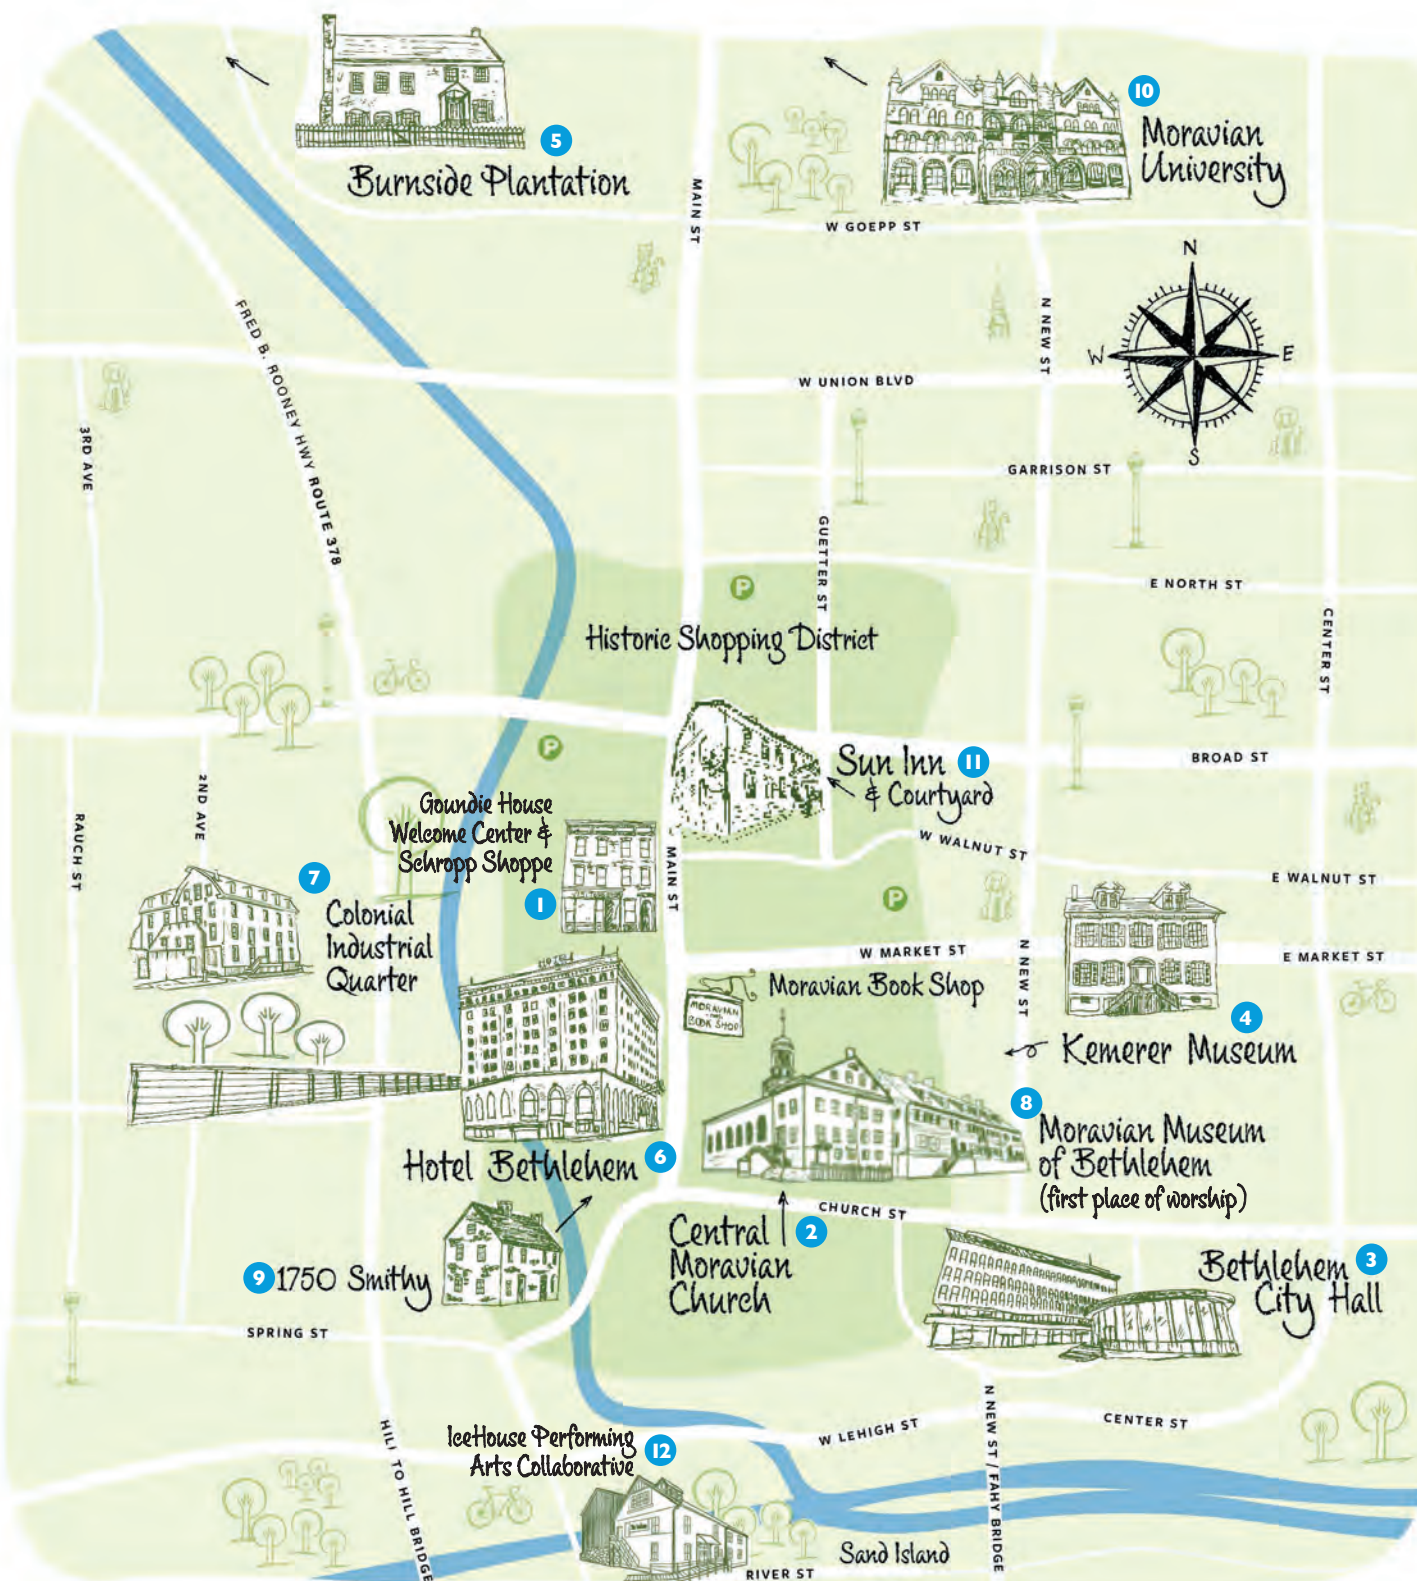 5
Burnside Plantation
10
Moravian
University
MAIN ST
W GOEPP ST
N
W
E
S
N NEW ST
FRED B. ROONEY HWY ROUTE 378
W UNION BLVD
3RD AVE
GARRISON ST
GUETTER ST
E NORTH ST
P
Historic Shopping District
CENTER ST
P
Sun Inn 11
& Courtyard
BROAD ST
Goundie House
Welcome Center &
Schropp Shoppe
1
2ND AVE
RAUCH ST
MAIN ST
W WALNUT ST
E WALNUT ST
7
Colonial
Industrial
Quarter
P
HOTEL
W MARKET ST
N NEW ST
E MARKET ST
Moravian Book Shop
MORAVIAN
BOOK SHOP
4
Kemerer Museum
8
Moravian Museum
of Bethlehem
(first place of worship)
Hotel Bethlehem 6
CHURCH ST
Central 2
Moravian
Church
9 1750 Smithy
Bethlehem 3
City Hall
SPRING ST
HILL TO HILL BRIDGE
IceHouse Performing 12
Arts Collaborative
W LEHIGH ST
N NEW ST / FAHY BRIDGE
CENTER ST
Sand Island
RIVER ST